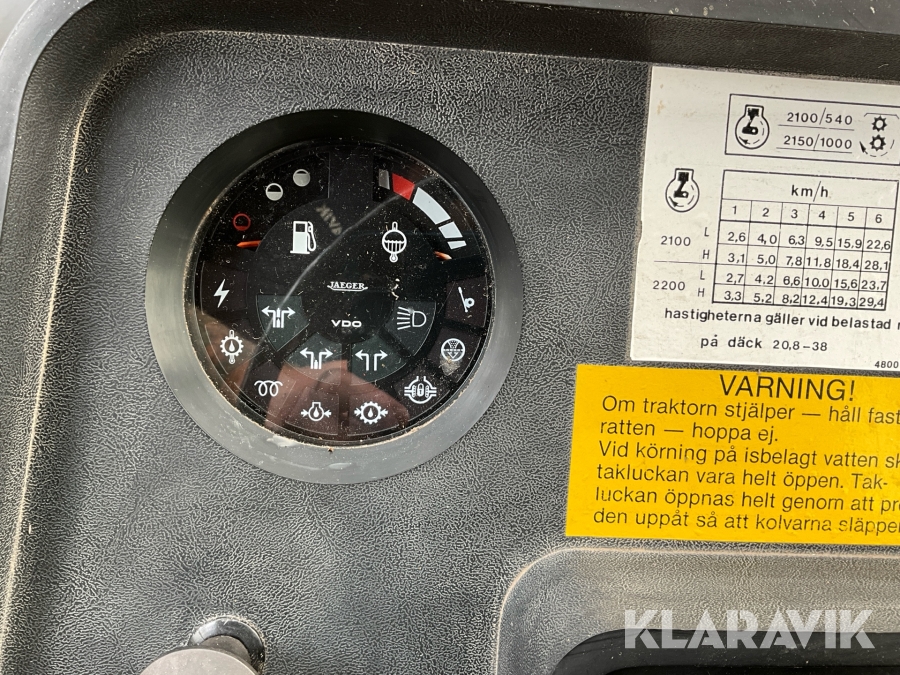 JAEGER
VDO
2100/540
2150/1000
km/h
1 2 3 4 5 6
2100 L 2,6 4,0 6,3 9,5 15,9 22,6
H 3,1 5,0 7,8 11,8 18,4 28,1
2200 L 2,7 4,2 6,6 10,0 15,6 23,7
H 3,3 5,2 8,2 12,4 19,3 29,4
hastigheterna gäller vid belastad
på däck 20,8-38
4800
VARNING!
Om traktorn stjälper — håll fast
ratten — hoppa ej.
Vid körning på isbelagt vatten sk
takluckan vara helt öppen. Tak-
luckan öppnas helt genom att pr
den uppåt så att kolvarna släppe
KLARAVIK